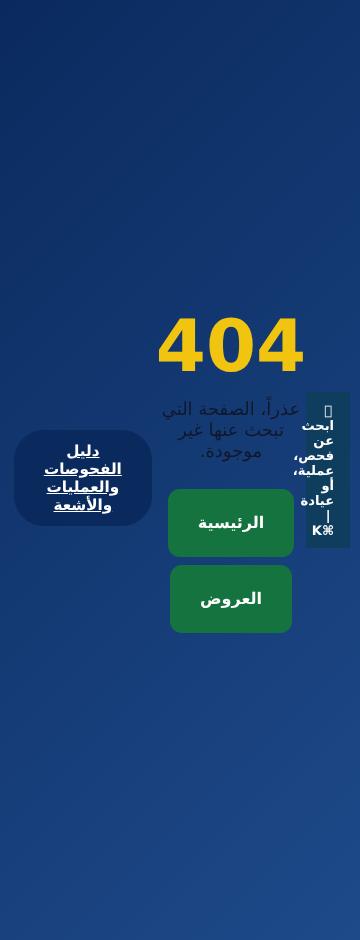 404
عذراً، الصفحة التي
تبحث عنها غير
موجودة.
الرئيسية
العروض
ابحث
عن
فحص،
عملية،
أو
عيادة
|
⌘K
دليل
الفحوصات
والعمليات
والأشعة